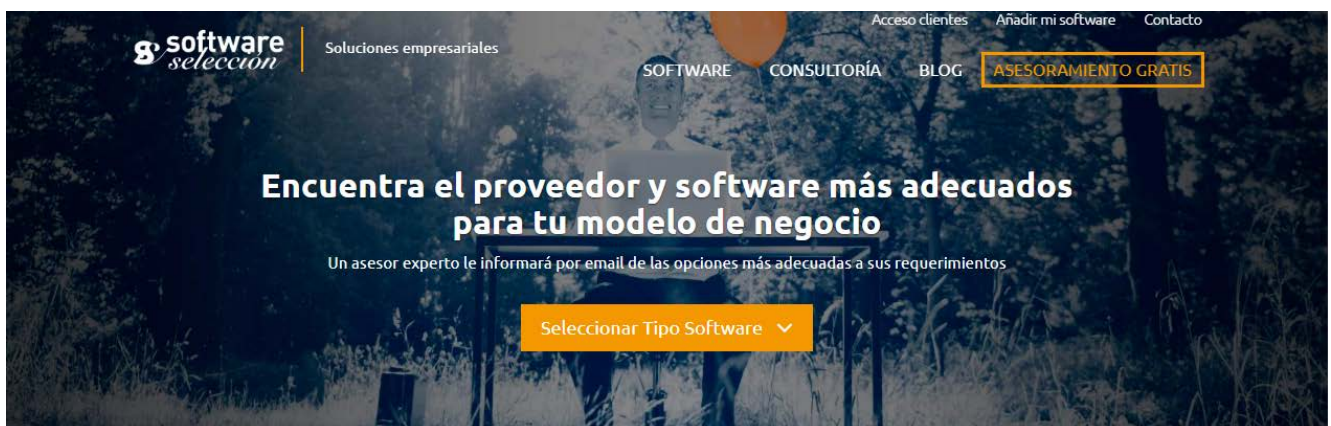 Acceso clientes Añadir mi software Contacto
software
selección
Soluciones empresariales
SOFTWARE CONSULTORÍA BLOG ASESORAMIENTO GRATIS
Encuentra el proveedor y software más adecuados
para tu modelo de negocio
Un asesor experto le informará por email de las opciones más adecuadas a sus requerimientos
Seleccionar Tipo Software